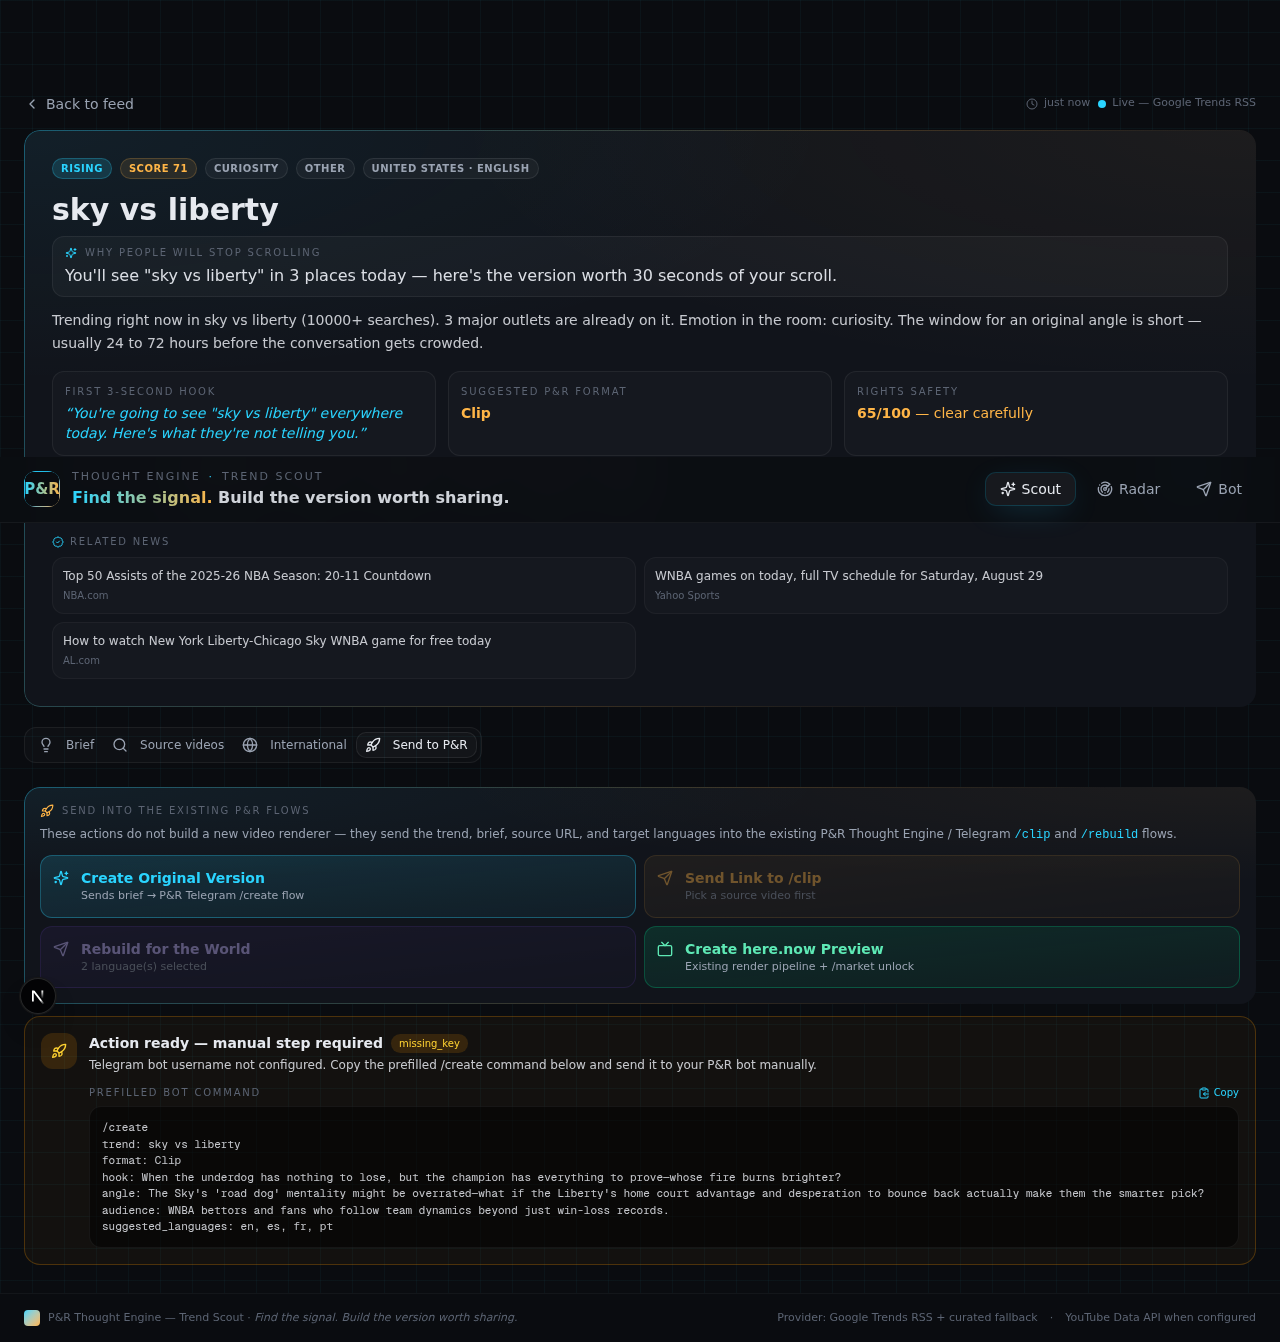 Back to feed
just now Live — Google Trends RSS
RISING SCORE 71 CURIOSITY OTHER UNITED STATES · ENGLISH
sky vs liberty
WHY PEOPLE WILL STOP SCROLLING
You'll see "sky vs liberty" in 3 places today — here's the version worth 30 seconds of your scroll.
Trending right now in sky vs liberty (10000+ searches). 3 major outlets are already on it. Emotion in the room: curiosity. The window for an original angle is short —
usually 24 to 72 hours before the conversation gets crowded.
FIRST 3-SECOND HOOK
“You're going to see "sky vs liberty" everywhere
today. Here's what they're not telling you.”
SUGGESTED P&R FORMAT
Clip
RIGHTS SAFETY
65/100 — clear carefully
P&R
THOUGHT ENGINE · TREND SCOUT
Find the signal. Build the version worth sharing.
Scout Radar Bot
RELATED NEWS
Top 50 Assists of the 2025-26 NBA Season: 20-11 Countdown
NBA.com
WNBA games on today, full TV schedule for Saturday, August 29
Yahoo Sports
How to watch New York Liberty-Chicago Sky WNBA game for free today
AL.com
Brief Source videos International Send to P&R
SEND INTO THE EXISTING P&R FLOWS
These actions do not build a new video renderer — they send the trend, brief, source URL, and target languages into the existing P&R Thought Engine / Telegram /clip and /rebuild flows.
Create Original Version
Sends brief → P&R Telegram /create flow
Send Link to /clip
Pick a source video first
Rebuild for the World
2 language(s) selected
Create here.now Preview
Existing render pipeline + /market unlock
N
Action ready — manual step required missing_key
Telegram bot username not configured. Copy the prefilled /create command below and send it to your P&R bot manually.
PREFILLED BOT COMMAND
Copy
/create
trend: sky vs liberty
format: Clip
hook: When the underdog has nothing to lose, but the champion has everything to prove—whose fire burns brighter?
angle: The Sky's 'road dog' mentality might be overrated—what if the Liberty's home court advantage and desperation to bounce back actually make them the smarter pick?
audience: WNBA bettors and fans who follow team dynamics beyond just win-loss records.
suggested_languages: en, es, fr, pt
P&R Thought Engine — Trend Scout · Find the signal. Build the version worth sharing.
Provider: Google Trends RSS + curated fallback · YouTube Data API when configured